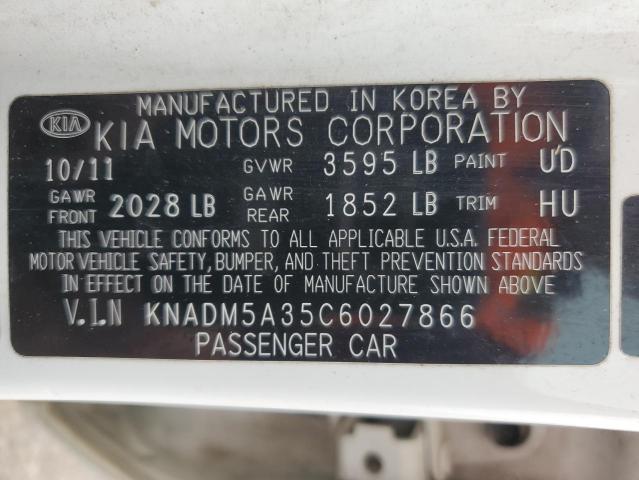 MANUFACTURED IN KOREA BY
KIA KIA MOTORS CORPORATION
10/11 GVWR 3595 LB PAINT UD
GAWR FRONT 2028 LB GAWR REAR 1852 LB TRIM HU
THIS VEHICLE CONFORMS TO ALL APPLICABLE U.S.A. FEDERAL
MOTOR VEHICLE SAFETY, BUMPER, AND THEFT PREVENTION STANDARDS
IN EFFECT ON THE DATE OF MANUFACTURE SHOWN ABOVE
V.I.N KNADM5A35C6027866
PASSENGER CAR